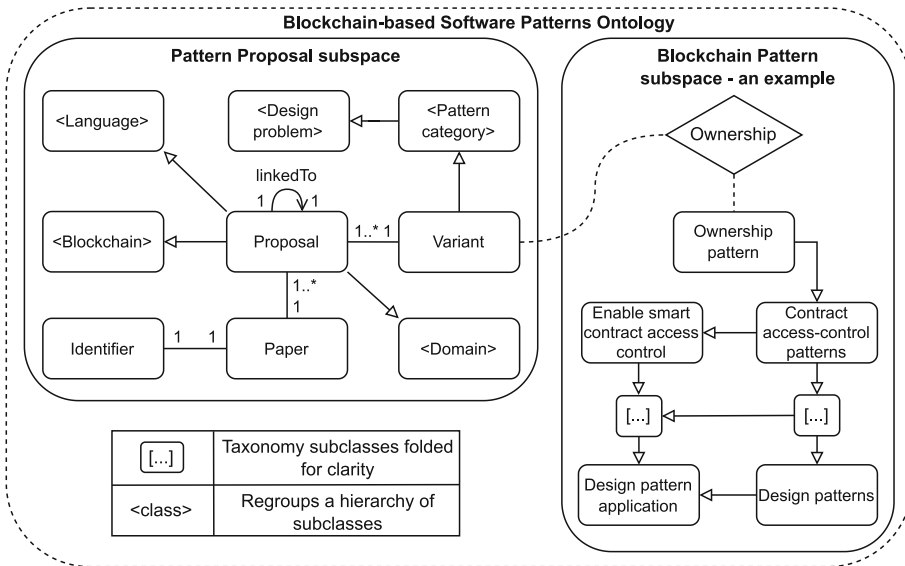 Blockchain-based Software Patterns Ontology
Pattern Proposal subspace
<Language>
<Design
problem>
<Pattern
category>
linkedTo
1 1
<Blockchain>
Proposal
1..* 1
Variant
1..*
1
Identifier
1 1
Paper
<Domain>
[...]
Taxonomy subclasses folded
for clarity
<class>
Regroups a hierarchy of
subclasses
Blockchain Pattern
subspace - an example
Ownership
Ownership
pattern
Enable smart
contract access
control
Contract
access-control
patterns
[...]
[...]
Design pattern
application
Design patterns